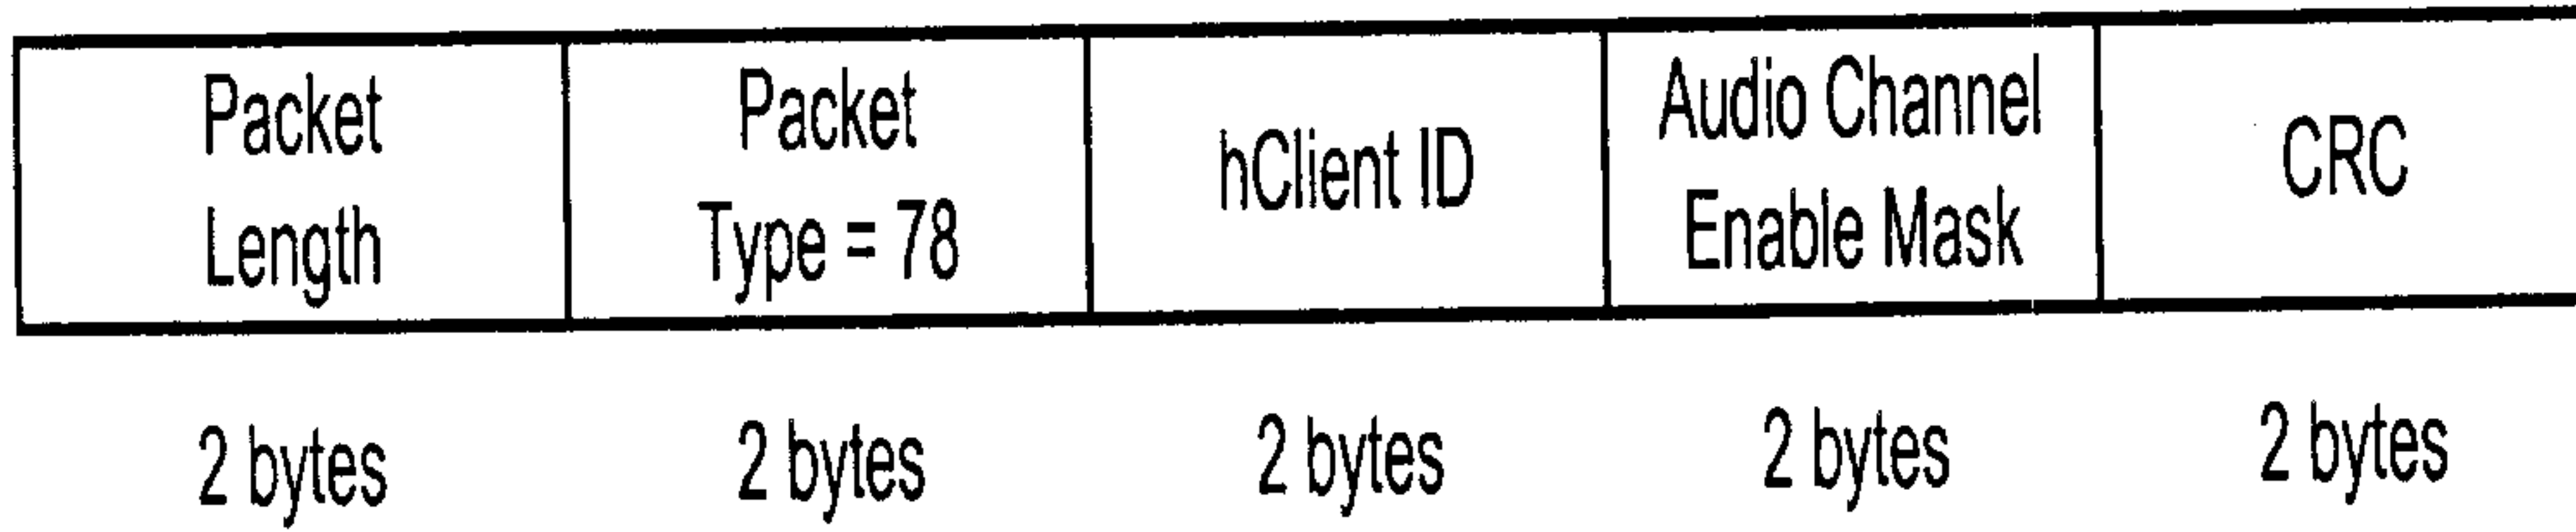 Packet
Length
Packet
Type = 78
hClient ID
Audio Channel
Enable Mask
CRC
2 bytes
2 bytes
2 bytes
2 bytes
2 bytes